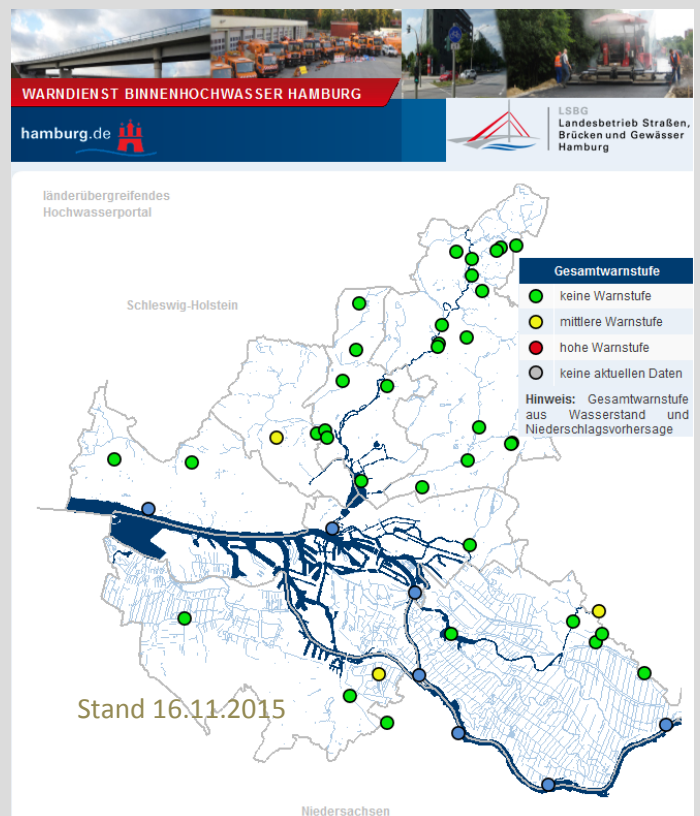 WARNDIENST BINNENHOCHWASSER HAMBURG
hamburg.de
LSBG
Landesbetrieb Straßen,
Brücken und Gewässer
Hamburg
länderübergreifendes
Hochwasserportal
Schleswig-Holstein
Gesamtwarnstufe
keine Warnstufe
mittlere Warnstufe
hohe Warnstufe
keine aktuellen Daten
Hinweis: Gesamtwarnstufe
aus Wasserstand und
Niederschlagsvorhersage
Stand 16.11.2015
Niedersachsen